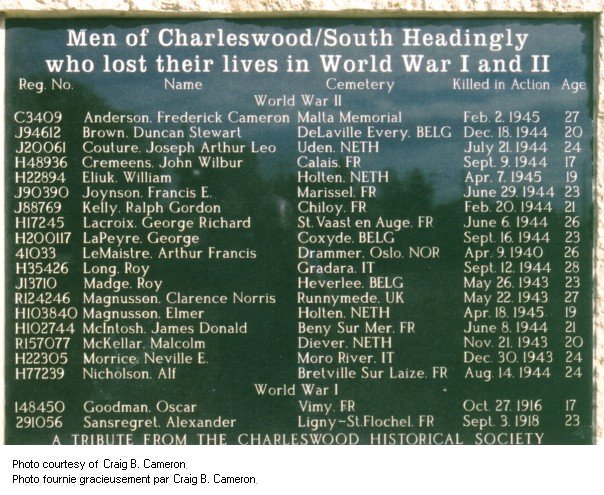 Men of Charleswood/South Headingly
who lost their lives in World War I and II
Reg. No. Name Cemetery Killed in Action Age
World War II
C3409 Anderson. Frederick Cameron Malta Memorial Feb. 2. 1945 27
J94612 Brown. Duncan Stewart DeLaville Every. BELG Dec. 18. 1944 20
J20061 Couture. Joseph Arthur Leo Uden. NETH July 21. 1944 24
H48936 Cremeens. John Wilbur Calais. FR Sept. 9. 1944 17
H22894 Eliuk. William Holten. NETH Apr. 7. 1945 19
J90390 Joynson. Francis E. Marissel. FR June 29. 1944 23
J88769 Kelly. Ralph Gordon Chiloy. FR Feb. 20. 1944 21
H17245 Lacroix. George Richard St. Vaast en Auge. FR June 6. 1944 26
H200117 LaPeyre. George Coxyde. BELG Sept. 16. 1944 23
41033 LeMaistre. Arthur Francis Drammer. Oslo. NOR Apr. 9. 1940 26
H35426 Long. Roy Gradara. IT Sept. 12. 1944 28
J13710 Madge. Roy Heverlee. BELG May 26. 1943 23
R124246 Magnusson. Clarence Norris Runnymede. UK May 22. 1943 27
H103840 Magnusson. Elmer Holten. NETH Apr. 18. 1945 19
H102744 McIntosh. James Donald Beny Sur Mer. FR June 8. 1944 21
R157077 McKellar. Malcolm Diever. NETH Nov. 21. 1943 20
H22305 Morrice. Neville E. Moro River. IT Dec. 30. 1943 24
H77239 Nicholson. Alf Bretville Sur Laize. FR Aug. 14. 1944 24
World War I
148450 Goodman. Oscar Vimy. FR Oct. 27. 1916 17
291056 Sansregret. Alexander Ligny-St.Flochel. FR Sept. 3. 1918 23
A TRIBUTE FROM THE CHARLESWOOD HISTORICAL SOCIETY
Photo courtesy of Craig B. Cameron
Photo fournie gracieusement par Craig B. Cameron